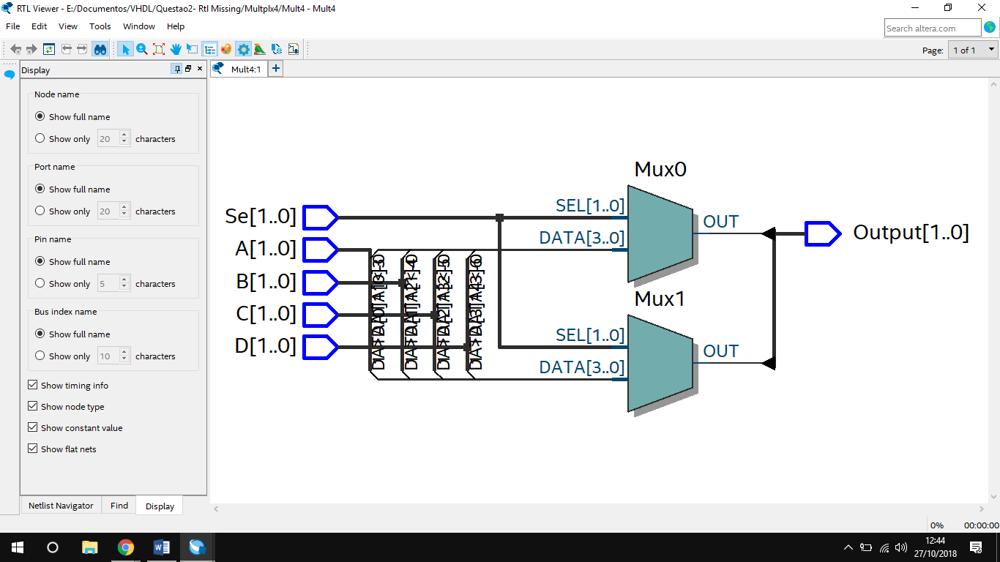 RTL Viewer - E:/Documentos/VHDL/Questao2- Rtl Missing/Multplx4/Mult4 - Mult4
File Edit View Tools Window Help
Search altera.com
Page: 1 of 1
Display
Mult4:1
Node name
Show full name
Show only 20 characters
Port name
Show full name
Show only 20 characters
Pin name
Show full name
Show only 5 characters
Bus index name
Show full name
Show only 10 characters
Show timing info
Show node type
Show constant value
Show flat nets
Netlist Navigator Find Display
Mux0
SEL[1..0]
DATA[3..0]
OUT
Se[1..0]
A[1..0]
B[1..0]
C[1..0]
D[1..0]
Output[1..0]
Mux1
SEL[1..0]
DATA[3..0]
OUT
0% 00:00:00
12:44
27/10/2018